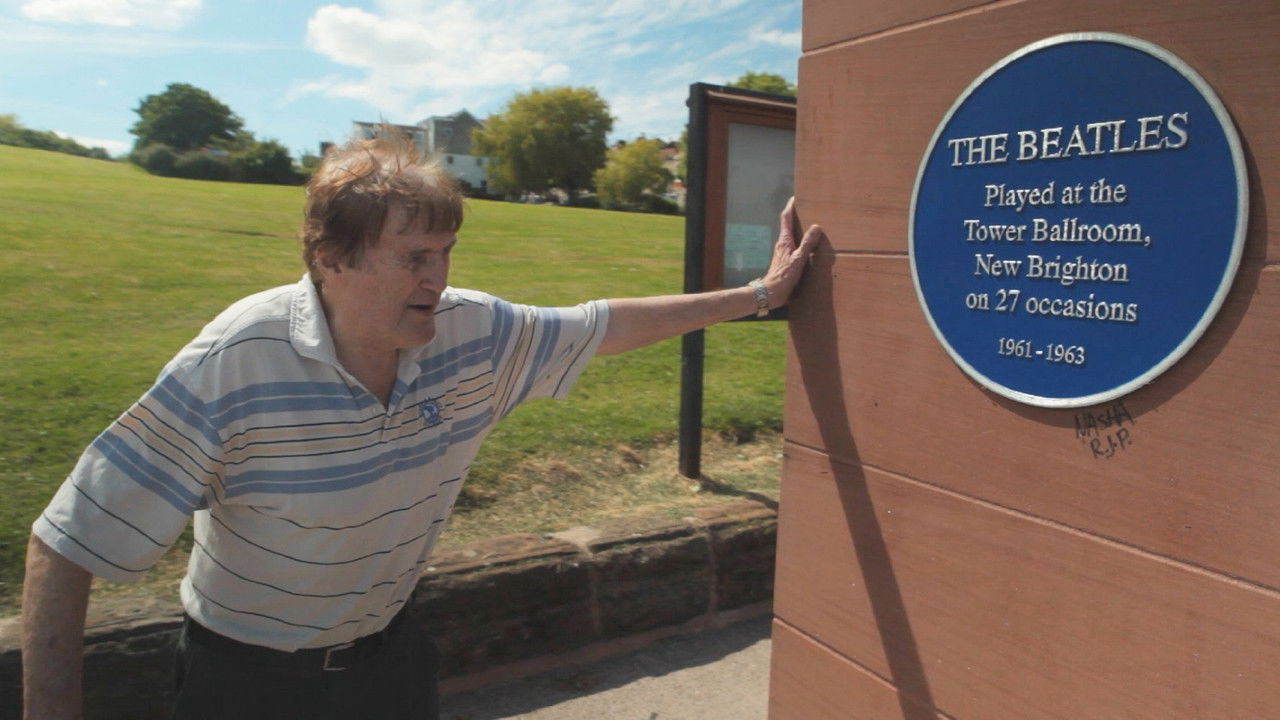 THE BEATLES
Played at the
Tower Ballroom,
New Brighton
on 27 occasions
1961-1963
NASHA
R.I.P.